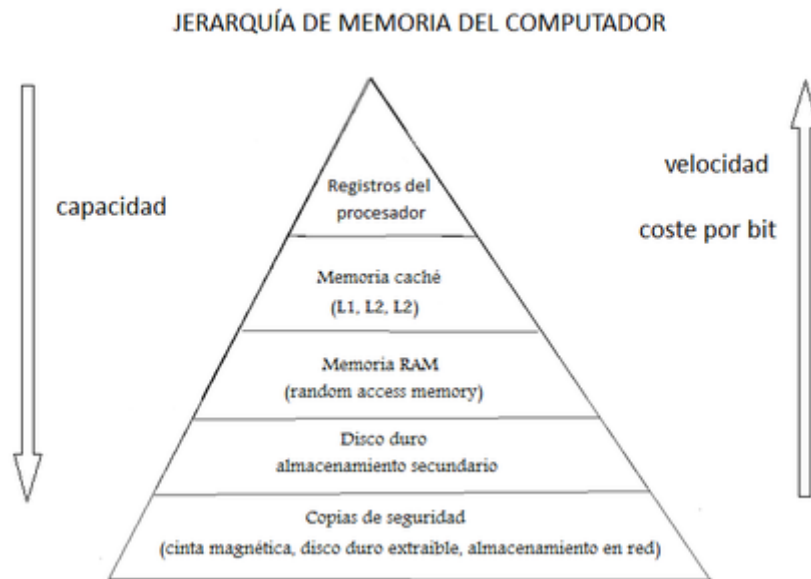 JERARQUÍA DE MEMORIA DEL COMPUTADOR
capacidad
velocidad
coste por bit
Registros del
procesador
Memoria caché
(L1, L2, L2)
Memoria RAM
(random access memory)
Disco duro
almacenamiento secundario
Copias de seguridad
(cinta magnética, disco duro extraible, almacenamiento en red)